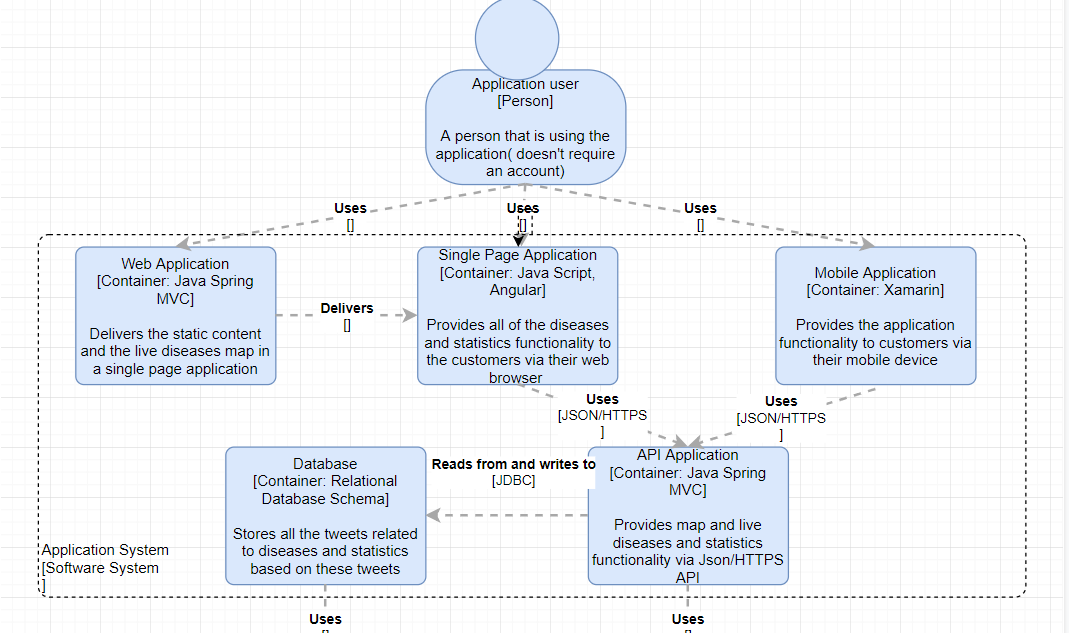 Application user
[Person]
A person that is using the
application( doesn't require
an account)
Uses
[]
Uses
[]
Uses
[]
Web Application
[Container: Java Spring
MVC]
Delivers the static content
and the live diseases map in
a single page application
Delivers
[]
Single Page Application
[Container: Java Script,
Angular]
Provides all of the diseases
and statistics functionality to
the customers via their web
browser
Mobile Application
[Container: Xamarin]
Provides the application
functionality to customers via
their mobile device
Uses
[JSON/HTTPS
]
Uses
[JSON/HTTPS
]
Database
[Container: Relational
Database Schema]
Stores all the tweets related
to diseases and statistics
based on these tweets
Reads from and writes to
[JDBC]
API Application
[Container: Java Spring
MVC]
Provides map and live
diseases and statistics
functionality via Json/HTTPS
API
Application System
[Software System
]
Uses
[]
Uses
[]